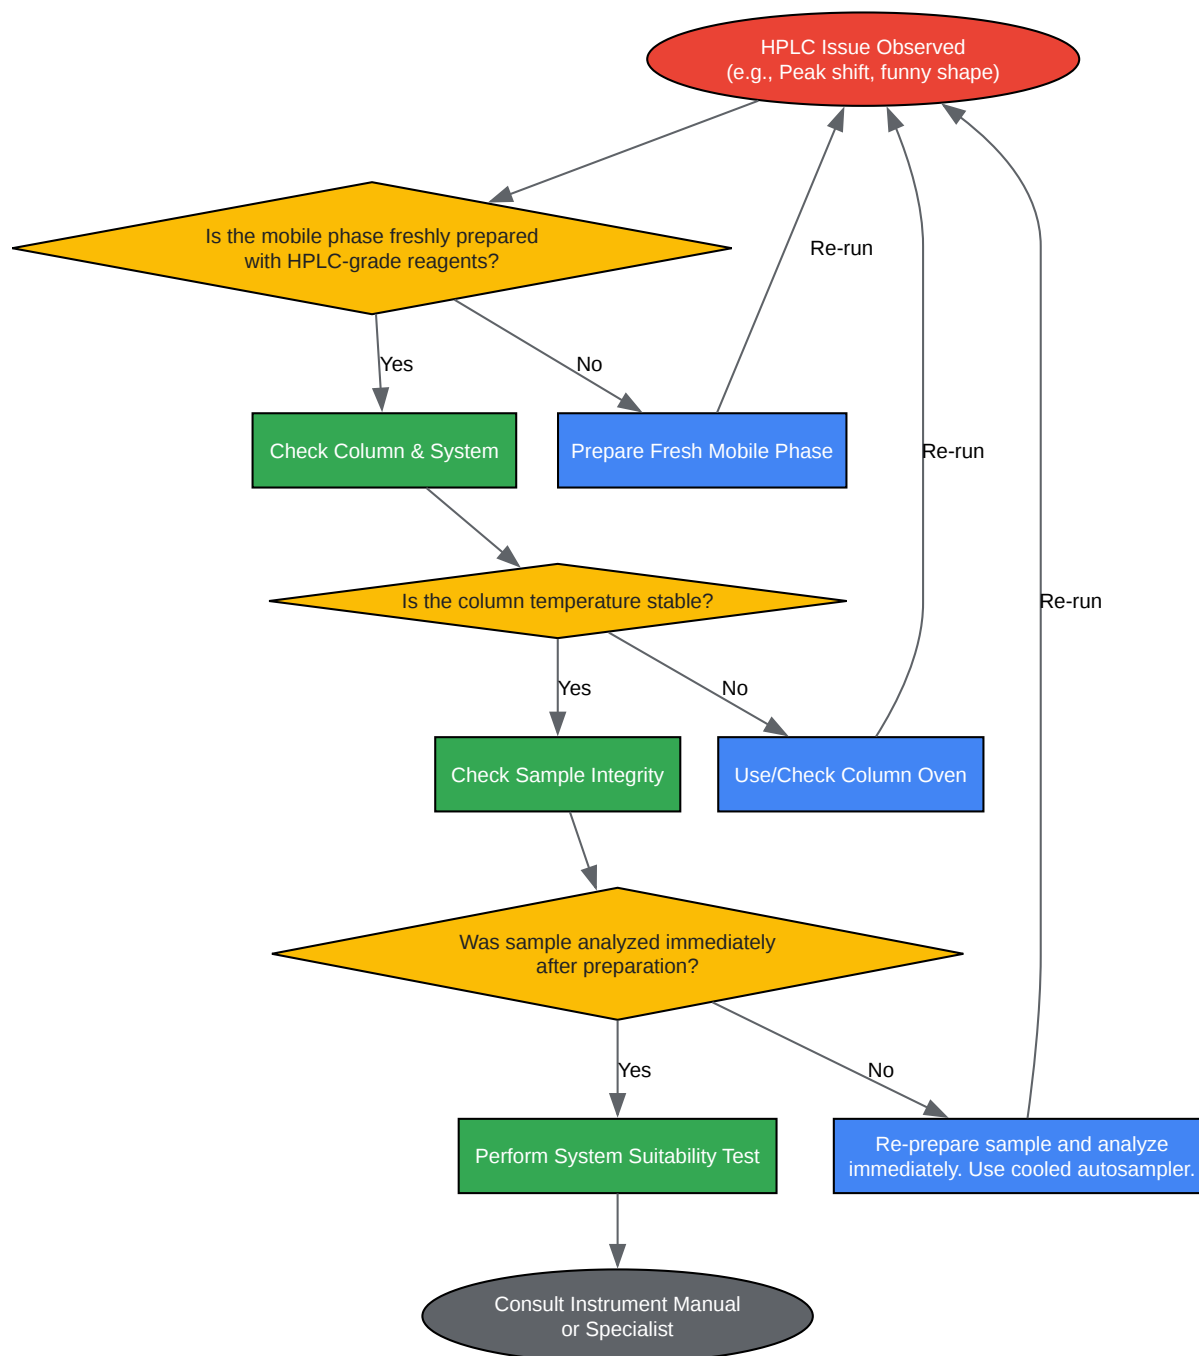 HPLC Issue Observed
(e.g., Peak shift, funny shape)
Is the mobile phase freshly prepared
with HPLC-grade reagents?
Re-run
Yes
No
Check Column & System
Prepare Fresh Mobile Phase
Re-run
Is the column temperature stable?
Re-run
Yes
No
Check Sample Integrity
Use/Check Column Oven
Was sample analyzed immediately
after preparation?
Yes
No
Perform System Suitability Test
Re-prepare sample and analyze
immediately. Use cooled autosampler.
Consult Instrument Manual
or Specialist